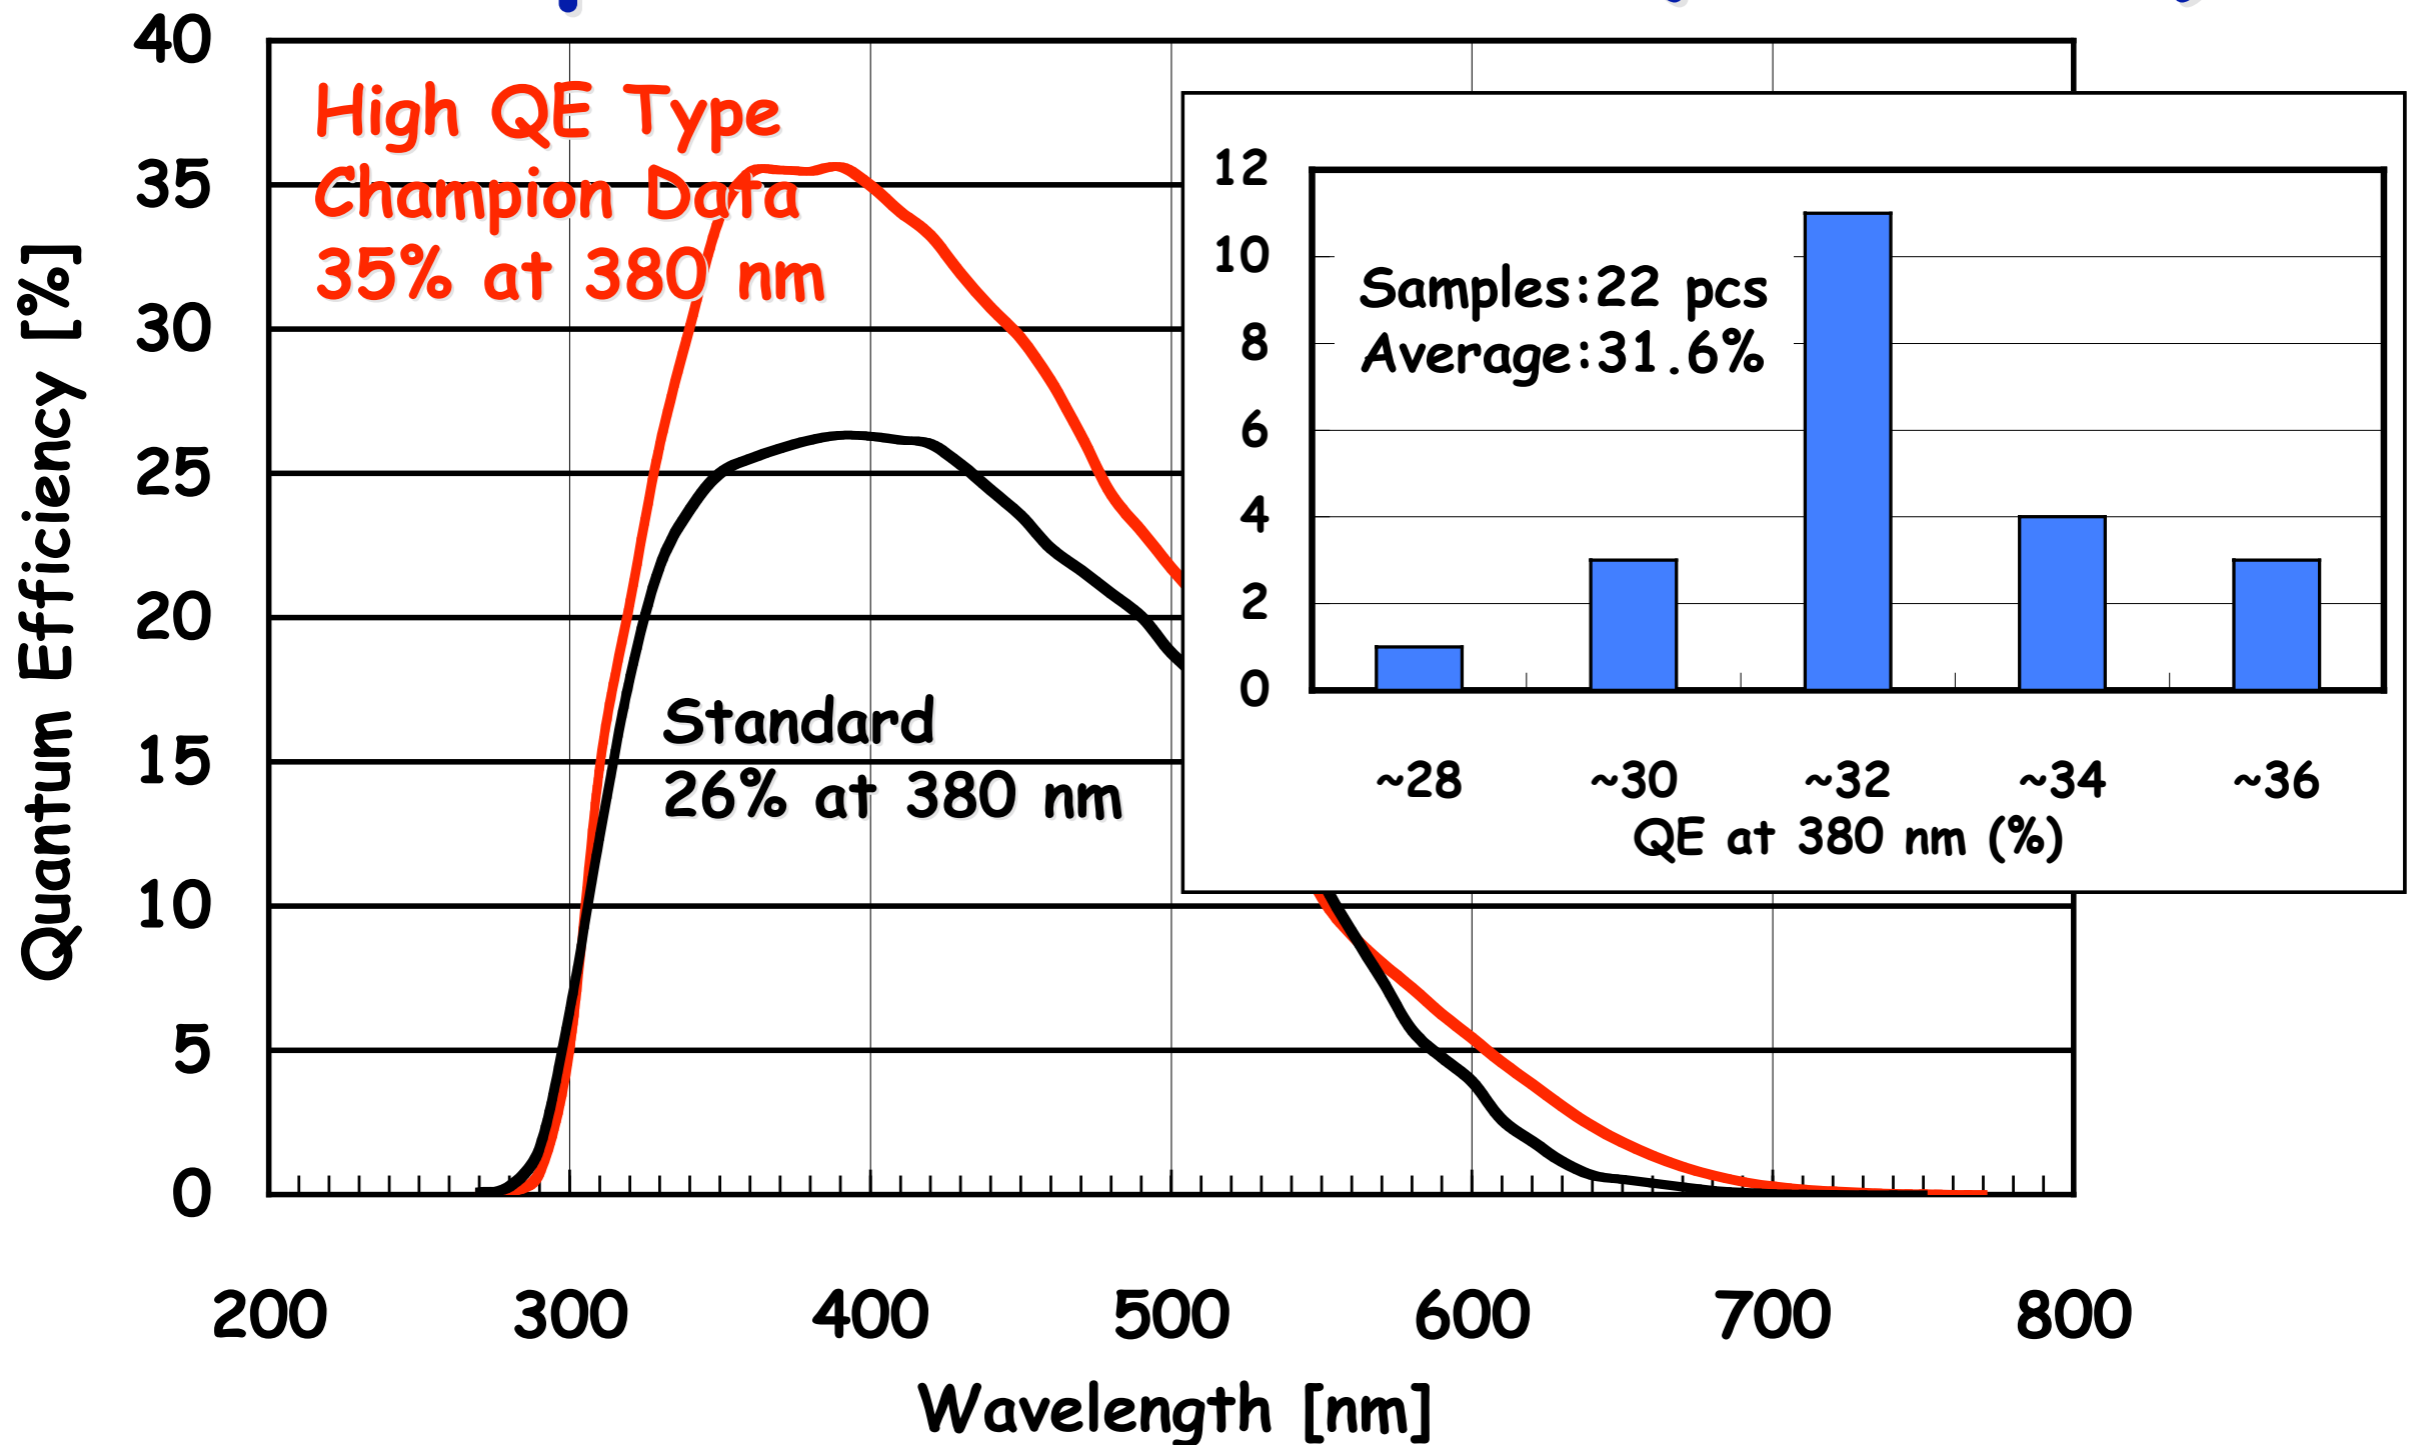 40
35
30
25
20
15
10
5
0
Quantum Efficiency [%]
High QE Type
Champion Data
35% at 380 nm
Standard
26% at 380 nm
200 300 400 500 600 700 800
Wavelength [nm]
12
10
8
6
4
2
0
Samples:22 pcs
Average:31.6%
~28 ~30 ~32 ~34 ~36
QE at 380 nm (%)